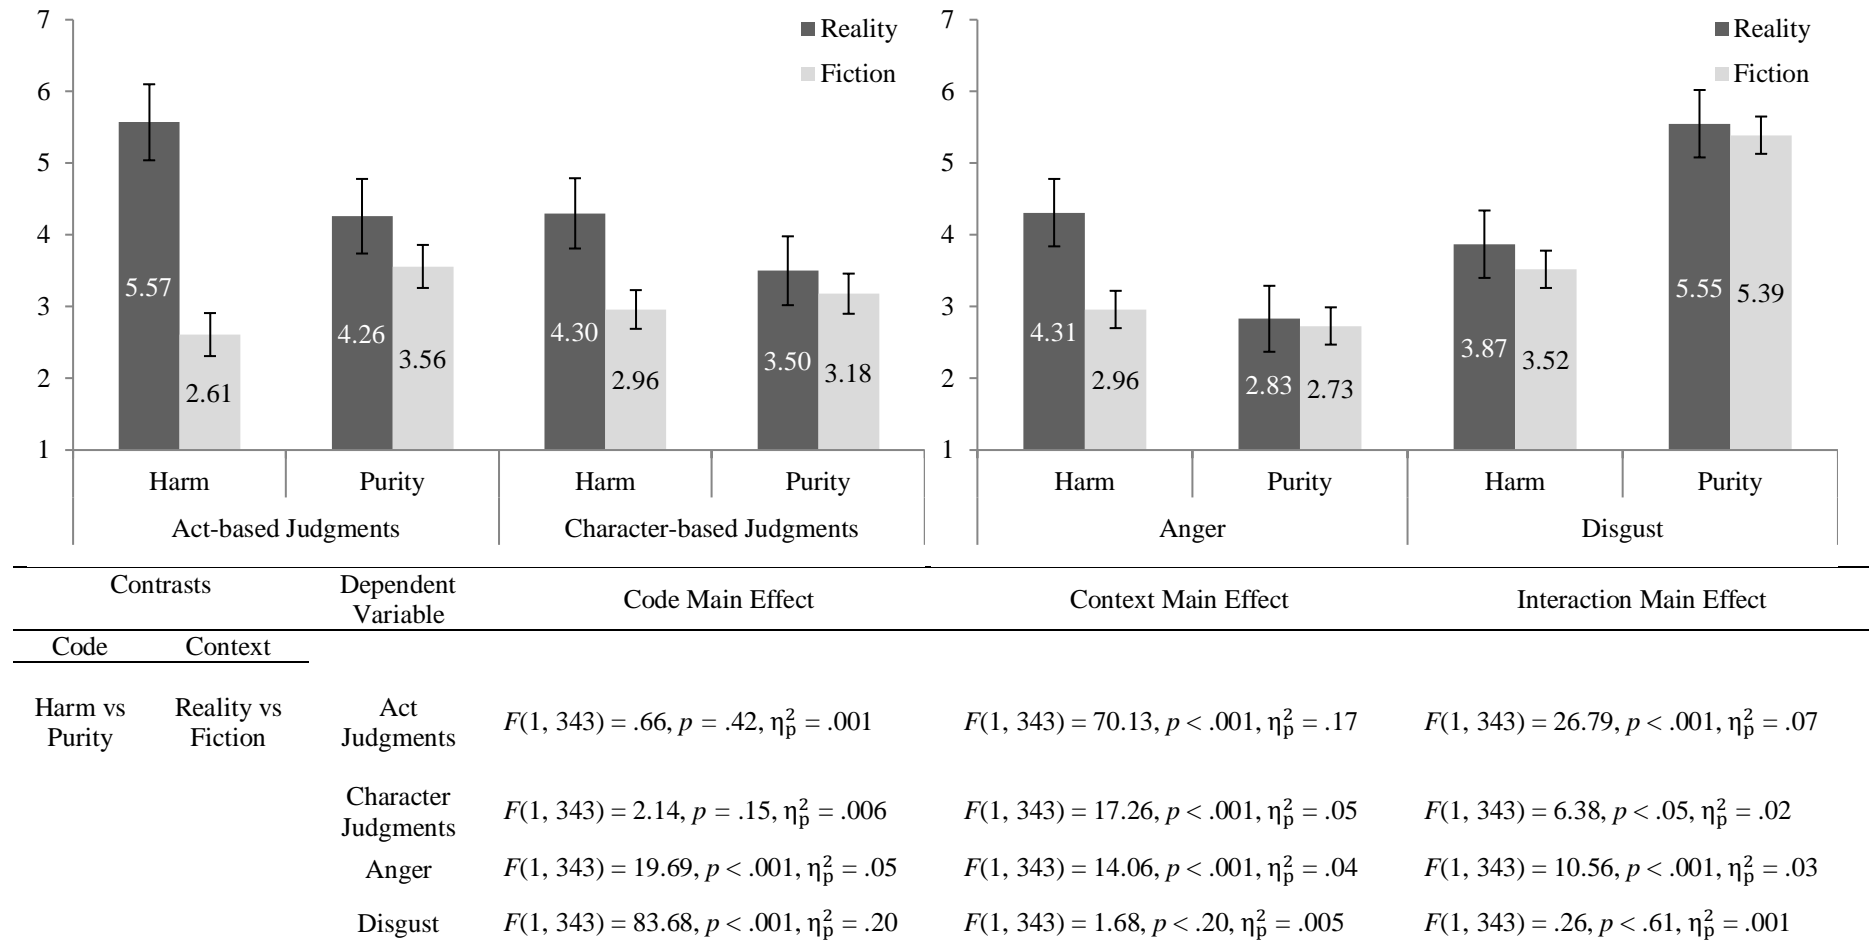 7
6
5
4
3
2
1
Reality
Fiction
5.57
2.61
4.26
3.56
4.30
2.96
3.50
3.18
Harm Purity Harm Purity
Act-based Judgments Character-based Judgments
7
6
5
4
3
2
1
Reality
Fiction
4.31
2.96
2.83
2.73
3.87
3.52
5.55
5.39
Harm Purity Harm Purity
Anger Disgust
Contrasts Dependent Variable Code Main Effect Context Main Effect Interaction Main Effect
Code Context
Harm vs Purity Reality vs Fiction Act Judgments F(1, 343) = .66, p = .42, η²ₚ = .001 F(1, 343) = 70.13, p < .001, η²ₚ = .17 F(1, 343) = 26.79, p < .001, η²ₚ = .07
Character Judgments F(1, 343) = 2.14, p = .15, η²ₚ = .006 F(1, 343) = 17.26, p < .001, η²ₚ = .05 F(1, 343) = 6.38, p < .05, η²ₚ = .02
Anger F(1, 343) = 19.69, p < .001, η²ₚ = .05 F(1, 343) = 14.06, p < .001, η²ₚ = .04 F(1, 343) = 10.56, p < .001, η²ₚ = .03
Disgust F(1, 343) = 83.68, p < .001, η²ₚ = .20 F(1, 343) = 1.68, p < .20, η²ₚ = .005 F(1, 343) = .26, p < .61, η²ₚ = .001